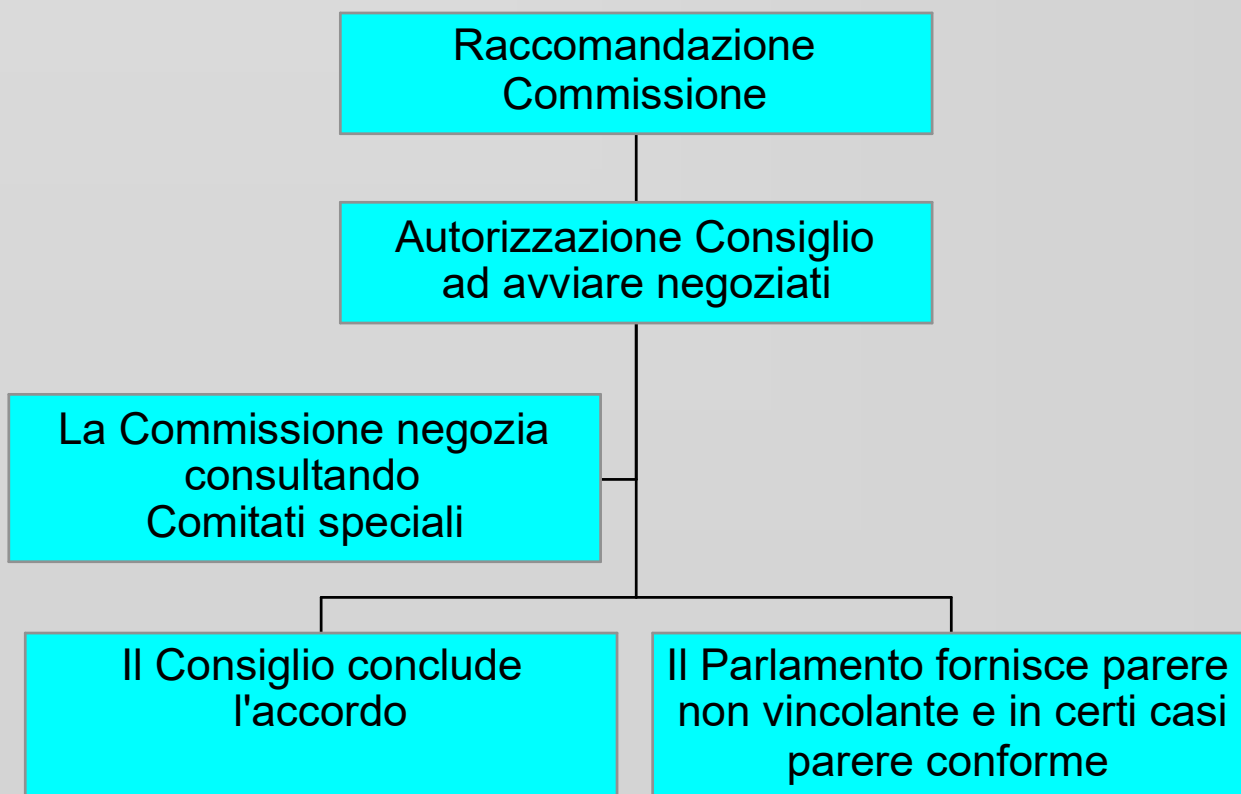 Raccomandazione
Commissione
Autorizzazione Consiglio
ad avviare negoziati
La Commissione negozia
consultando
Comitati speciali
Il Consiglio conclude
l'accordo
Il Parlamento fornisce parere
non vincolante e in certi casi
parere conforme